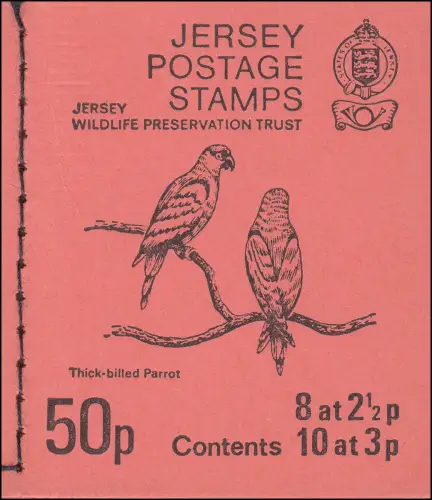 JERSEY
POSTAGE
STAMPS
JERSEY
WILDLIFE PRESERVATION TRUST
Thick-billed Parrot
50p
8 at 2½p
Contents 10 at 3p